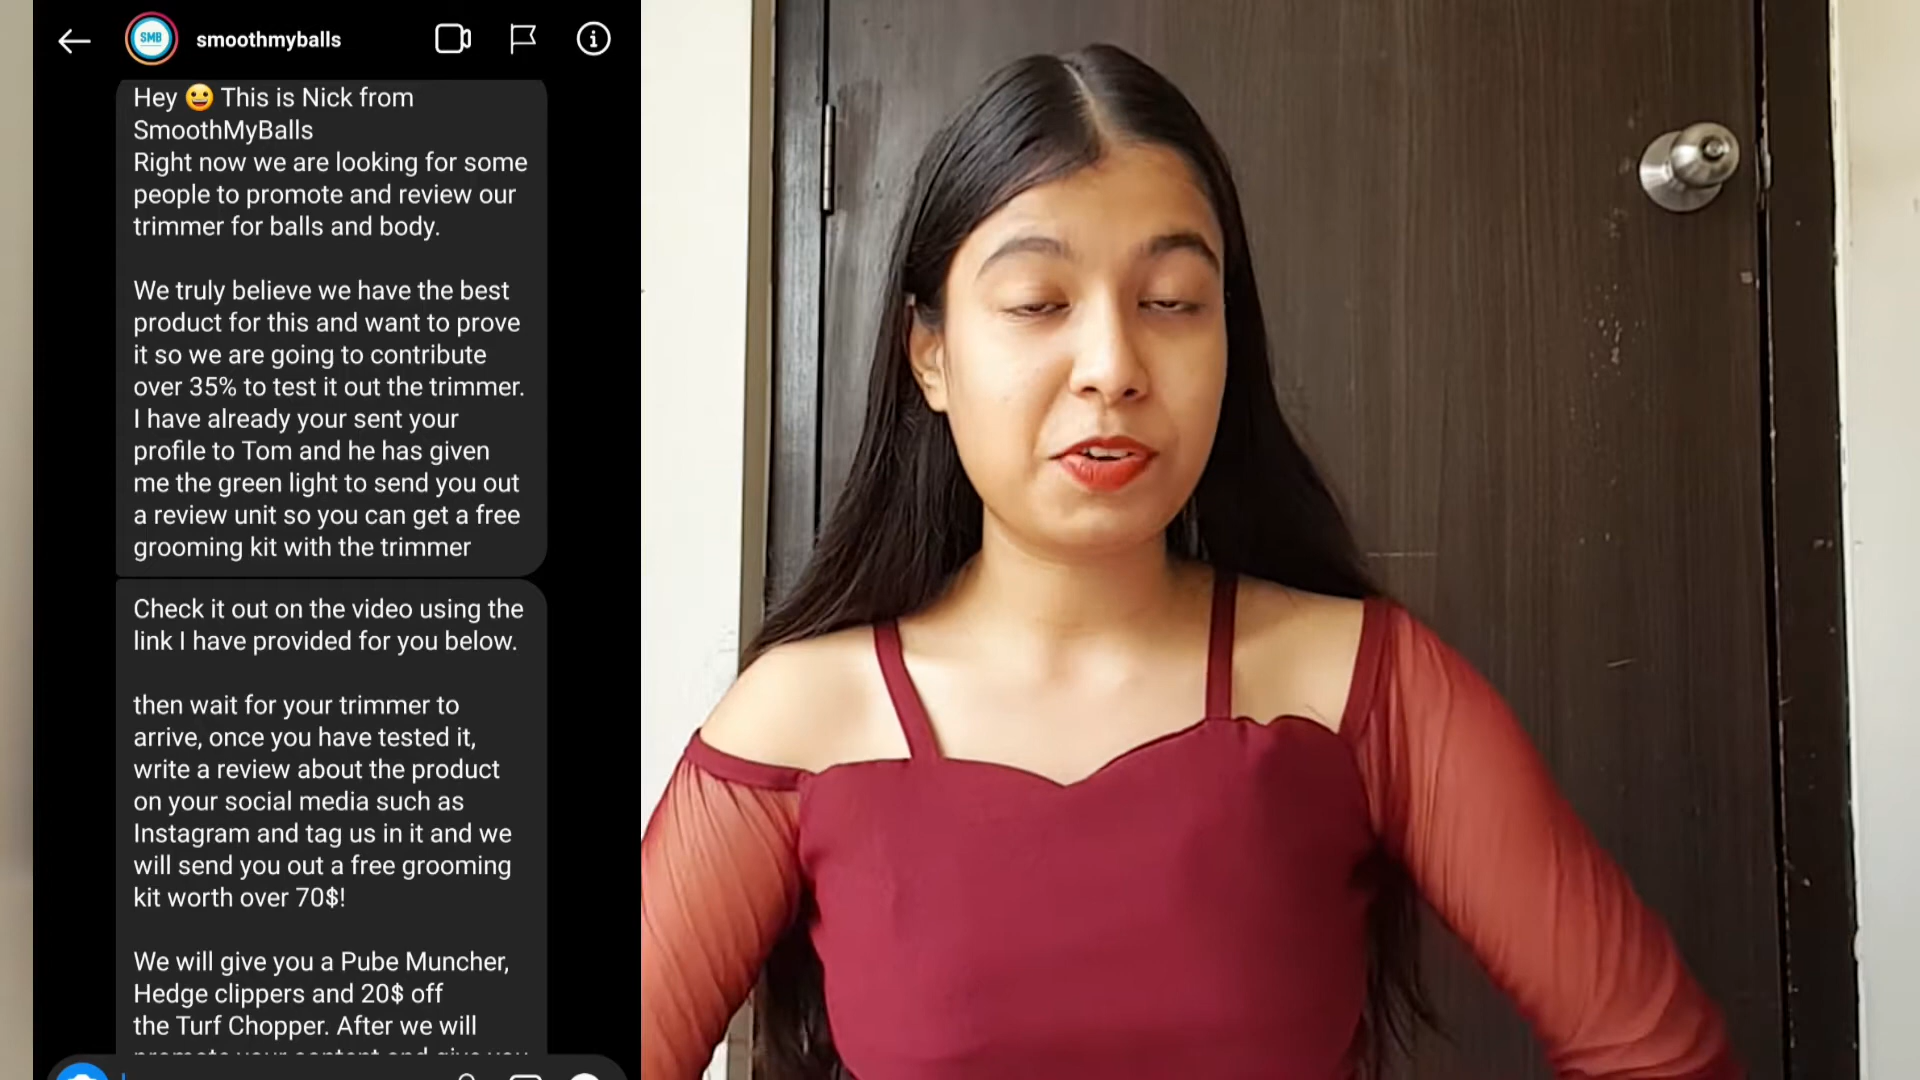 smoothmyballs
SMB
Hey 😀 This is Nick from
SmoothMyBalls
Right now we are looking for some
people to promote and review our
trimmer for balls and body.
We truly believe we have the best
product for this and want to prove
it so we are going to contribute
over 35% to test it out the trimmer.
I have already your sent your
profile to Tom and he has given
me the green light to send you out
a review unit so you can get a free
grooming kit with the trimmer
Check it out on the video using the
link I have provided for you below.
then wait for your trimmer to
arrive, once you have tested it,
write a review about the product
on your social media such as
Instagram and tag us in it and we
will send you out a free grooming
kit worth over 70$!
We will give you a Pube Muncher,
Hedge clippers and 20$ off
the Turf Chopper. After we will